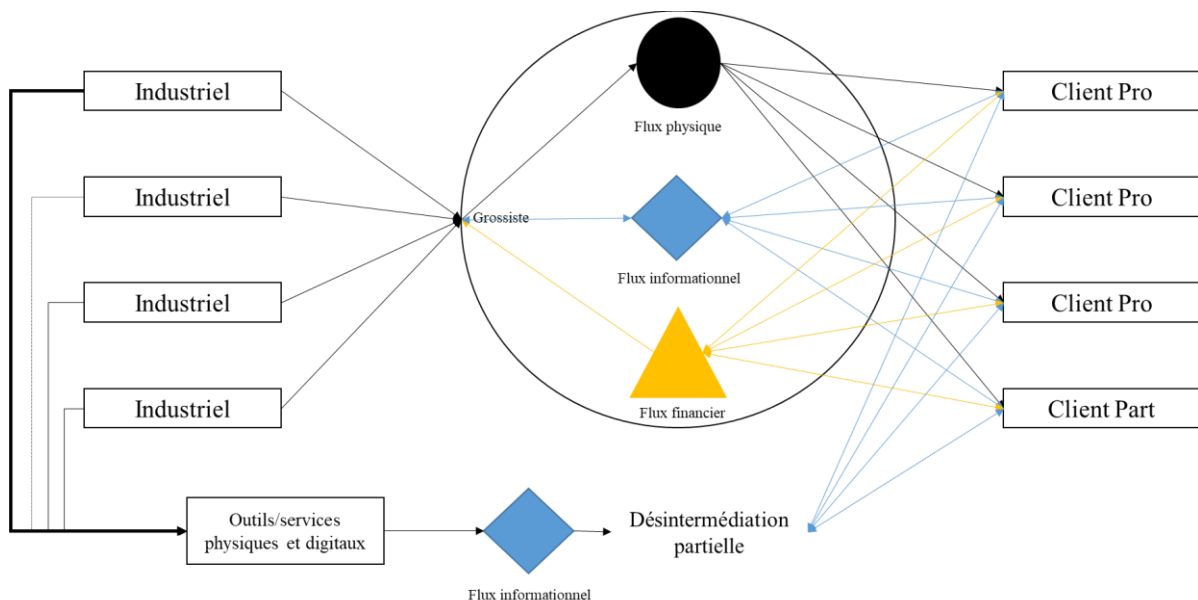 Industriel
Client Pro
Flux physique
Industriel
Client Pro
Grossiste
Flux informationnel
Industriel
Client Pro
Industriel
Flux financier
Client Part
Outils/services
physiques et digitaux
Désintermédiation
partielle
Flux informationnel